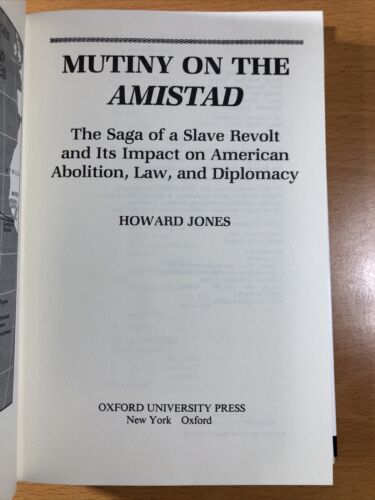 MUTINY ON THE
AMISTAD
The Saga of a Slave Revolt
and Its Impact on American
Abolition, Law, and Diplomacy
HOWARD JONES
OXFORD UNIVERSITY PRESS
New York Oxford